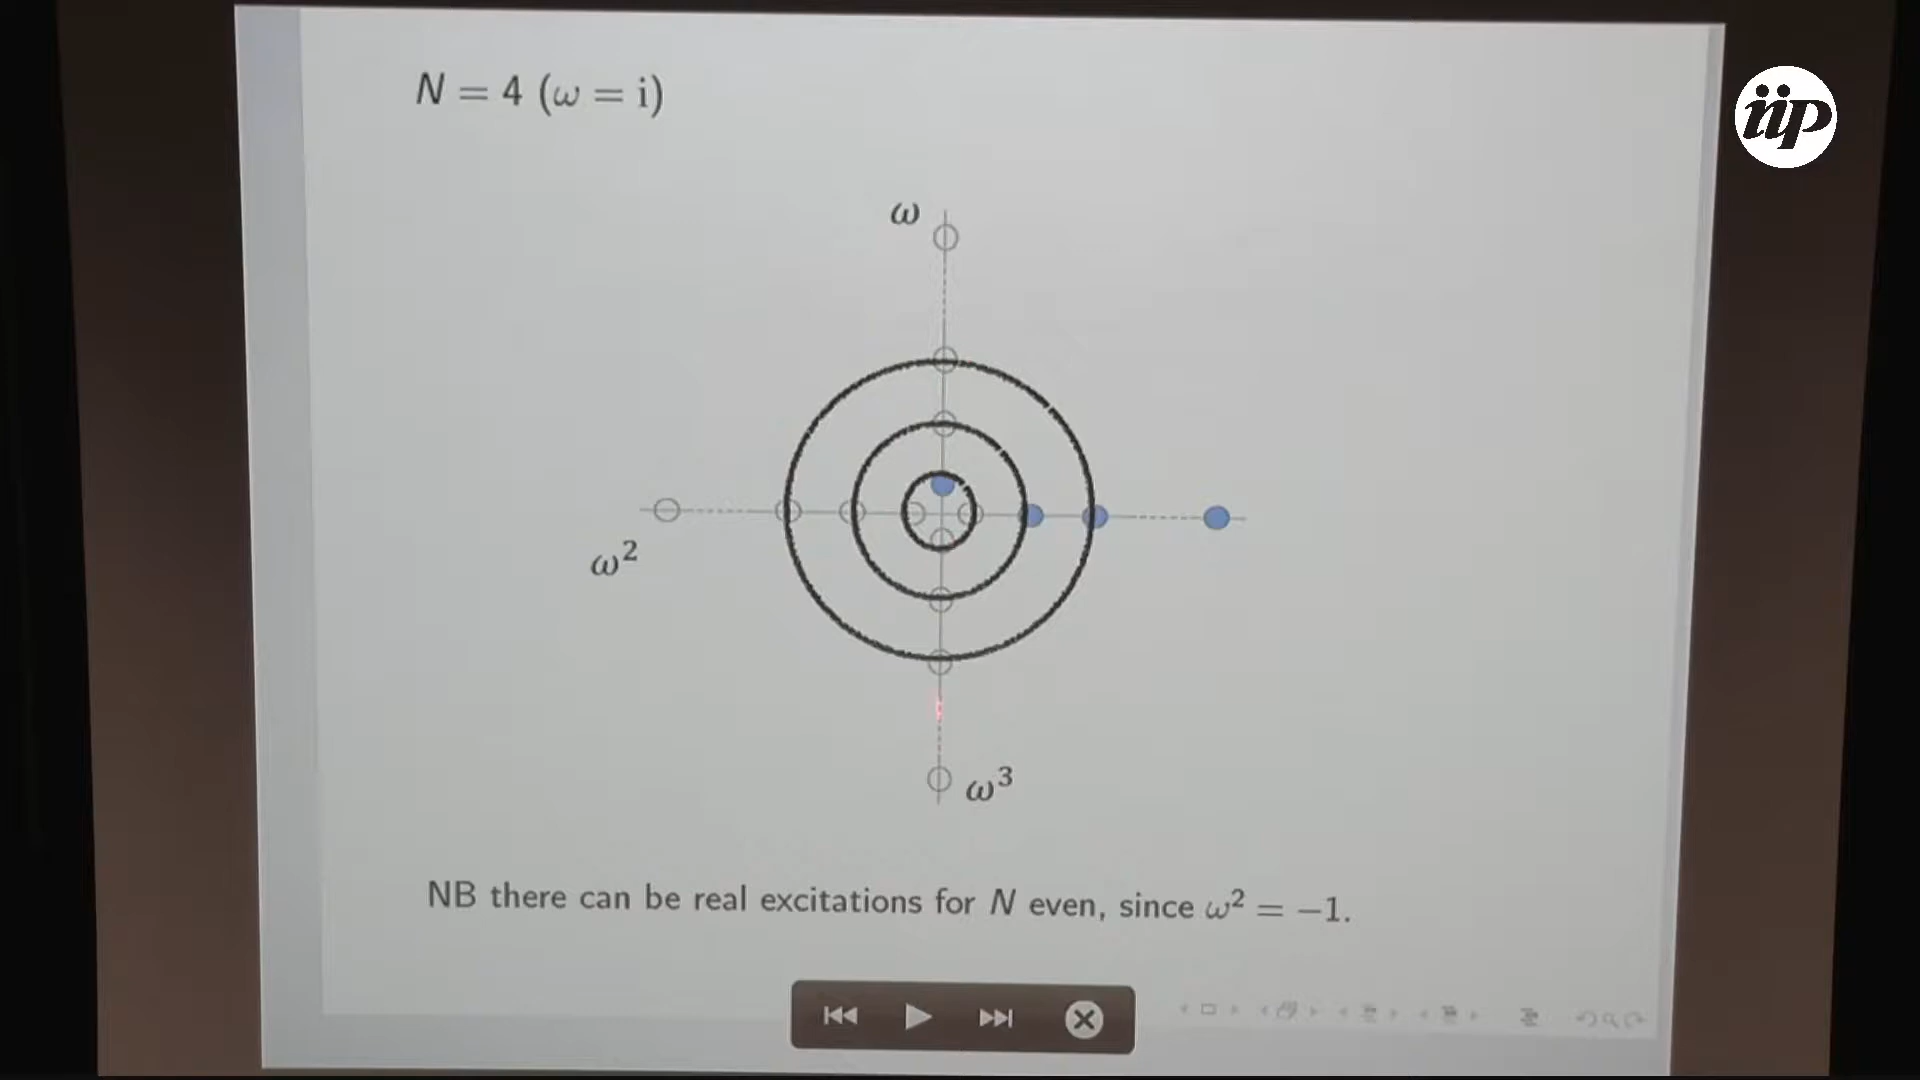 N = 4 (ω = i)
iip
ω
ω²
ω³
NB there can be real excitations for N even, since ω² = −1.